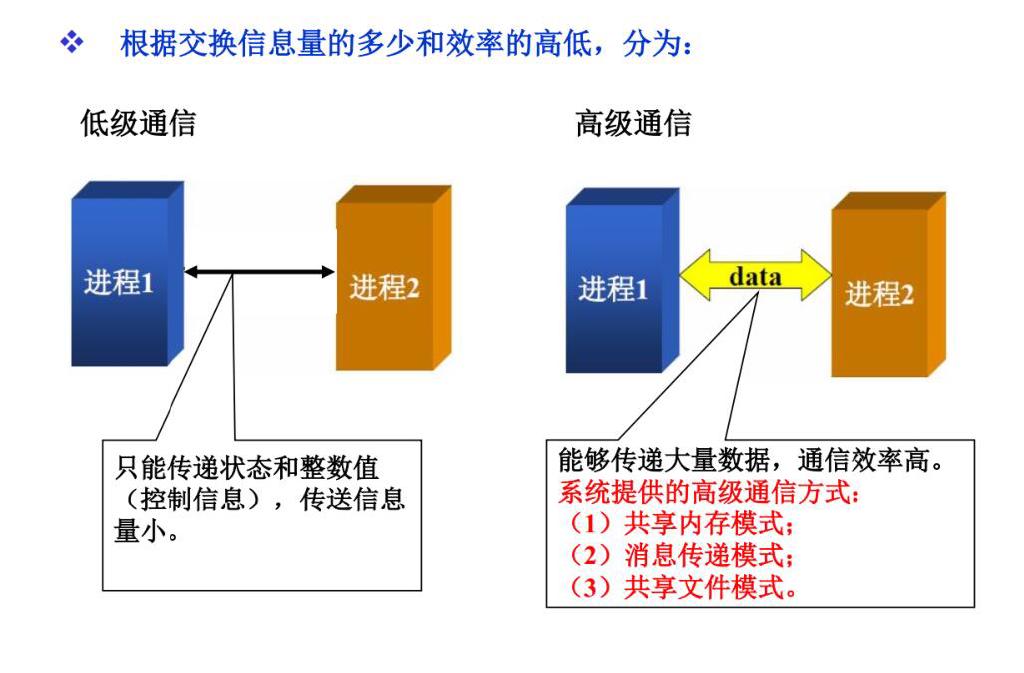 根据交换信息量的多少和效率的高低，分为：
低级通信
高级通信
进程1
进程2
进程1
data
进程2
只能传递状态和整数值
（控制信息），传送信息
量小。
能够传递大量数据，通信效率高。
系统提供的高级通信方式：
（1）共享内存模式；
（2）消息传递模式；
（3）共享文件模式。